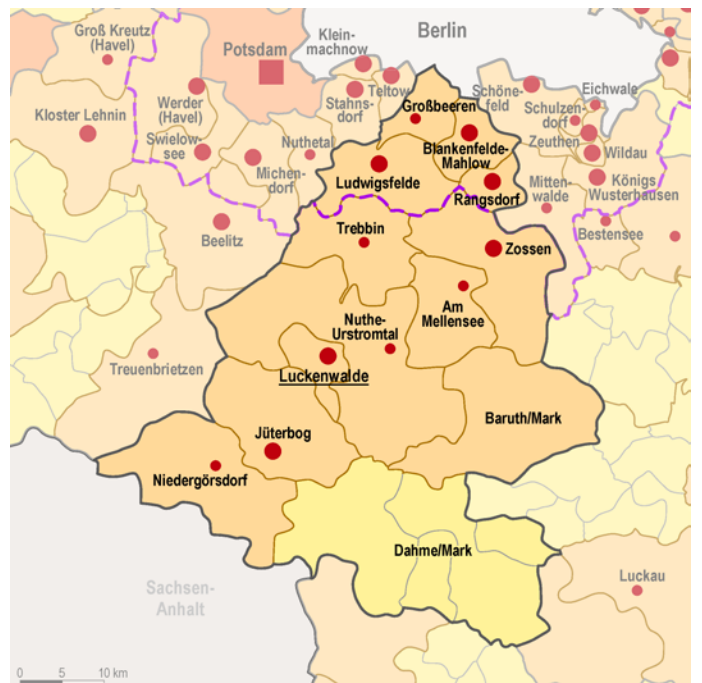 Groß Kreutz
(Havel)
Potsdam
Klein-
machnow
Berlin
Teltow
Stahns-
dorf
Großbeeren
Schöne-
feld
Eichwale
Schulzen-
dorf
Zeuthen
Wildau
Kloster Lehnin
Werder
(Havel)
Swielow-
see
Nuthetal
Michen-
dorf
Blankenfelde-
Mahlow
Ludwigsfelde
Rangsdorf
Mitten-
walde
Königs
Wusterhausen
Bestensee
Beelitz
Trebbin
Zossen
Am
Mellensee
Nuthe-
Urstromtal
Treuenbrietzen
Luckenwalde
Baruth/Mark
Jüterbog
Niedergörsdorf
Dahme/Mark
Sachsen-
Anhalt
Luckau
0 5 10 km